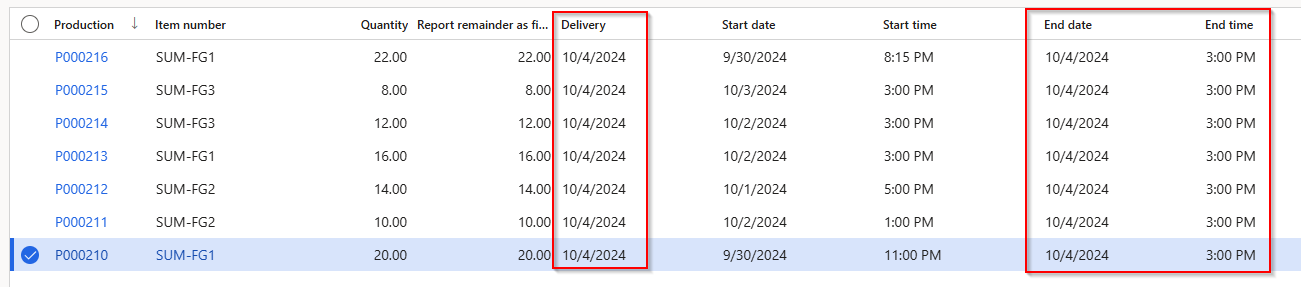 Production ↓ Item number Quantity Report remainder as fi... Delivery Start date Start time End date End time
P000216 SUM-FG1 22.00 22.00 10/4/2024 9/30/2024 8:15 PM 10/4/2024 3:00 PM
P000215 SUM-FG3 8.00 8.00 10/4/2024 10/3/2024 3:00 PM 10/4/2024 3:00 PM
P000214 SUM-FG3 12.00 12.00 10/4/2024 10/2/2024 3:00 PM 10/4/2024 3:00 PM
P000213 SUM-FG1 16.00 16.00 10/4/2024 10/2/2024 3:00 PM 10/4/2024 3:00 PM
P000212 SUM-FG2 14.00 14.00 10/4/2024 10/1/2024 5:00 PM 10/4/2024 3:00 PM
P000211 SUM-FG2 10.00 10.00 10/4/2024 10/2/2024 1:00 PM 10/4/2024 3:00 PM
P000210 SUM-FG1 20.00 20.00 10/4/2024 9/30/2024 11:00 PM 10/4/2024 3:00 PM